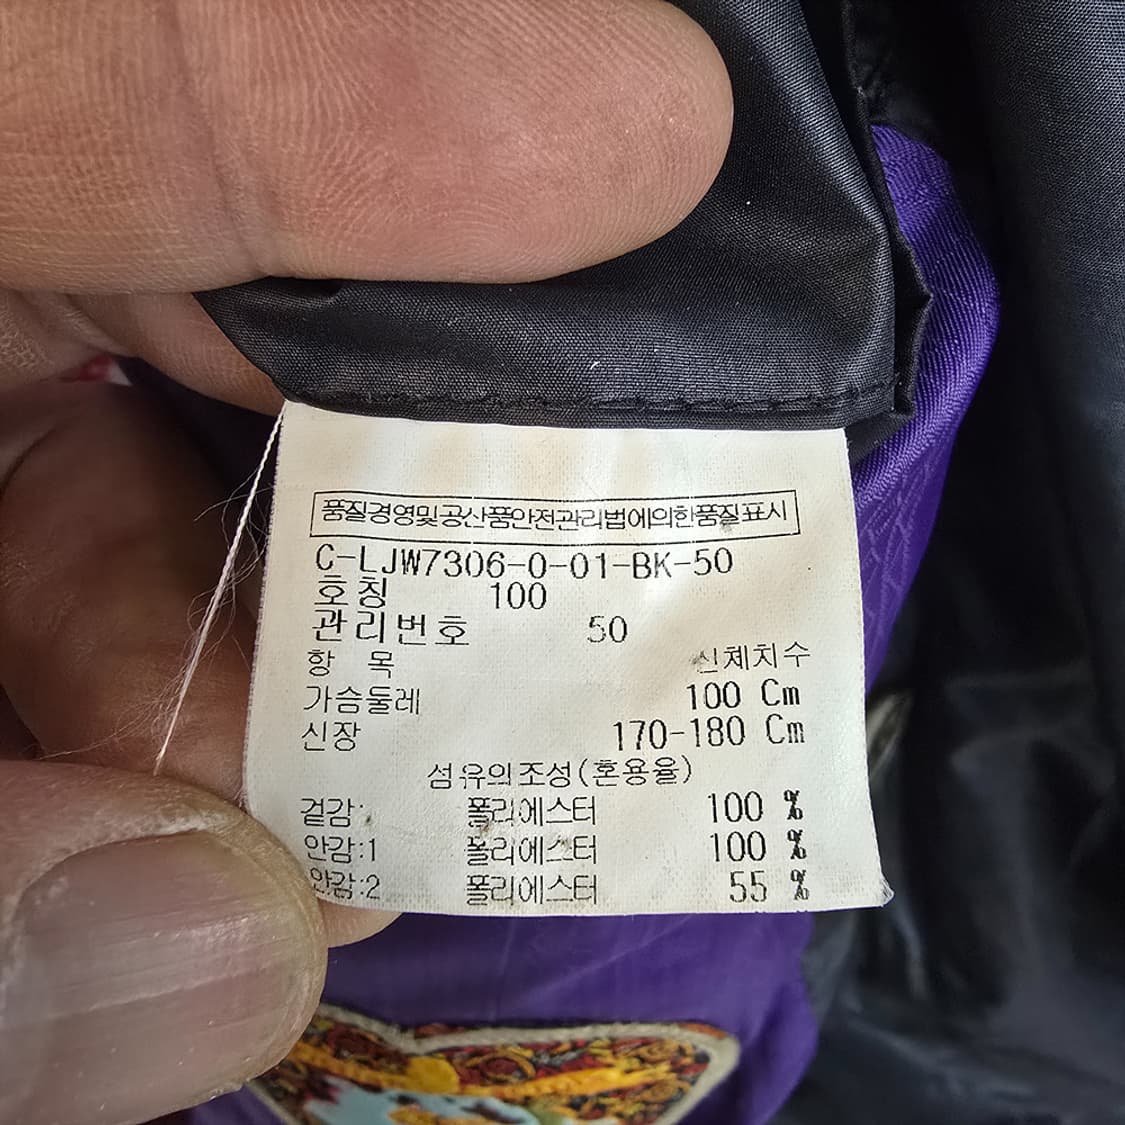 품질경영및공산품안전관리법에의한품질표시
C-LJW7306-0-01-BK-50
호칭 100
관리번호 50
항 목 신체치수
가슴둘레 100 Cm
신장 170-180 Cm
섬유의조성(혼용율)
겉감: 폴리에스터 100 %
안감:1 폴리에스터 100 %
안감:2 폴리에스터 55 %